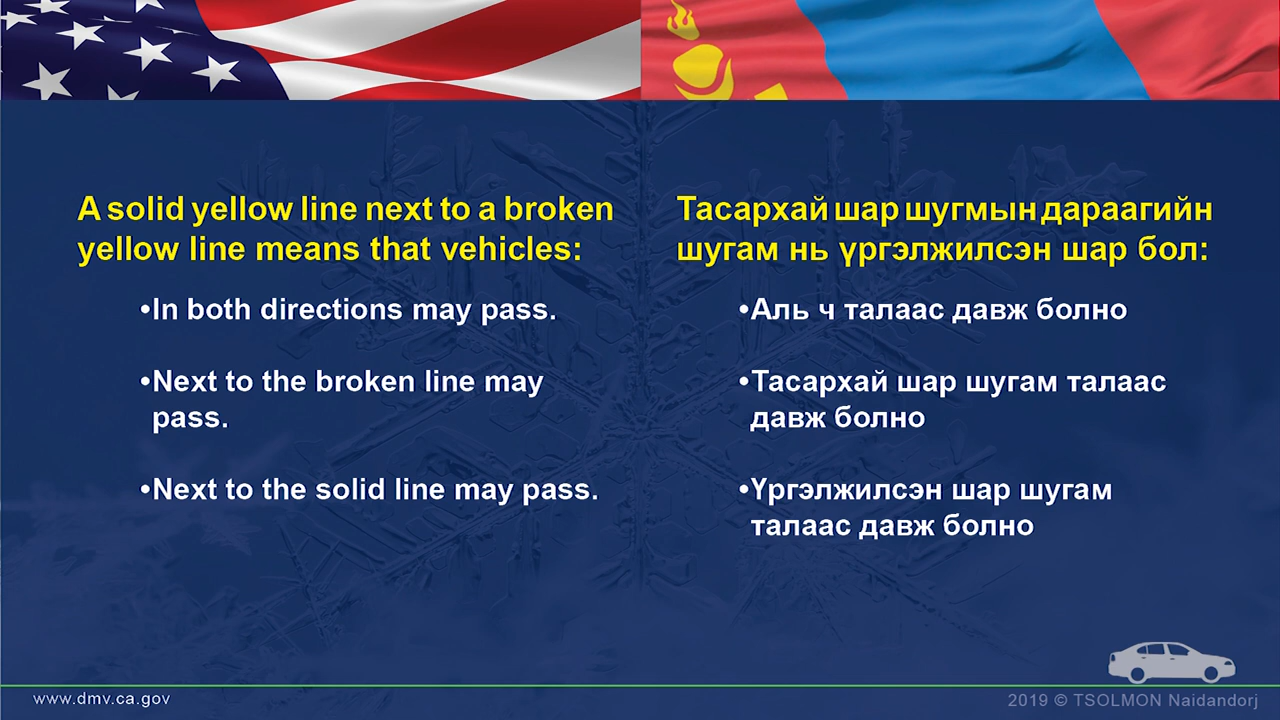 A solid yellow line next to a broken
yellow line means that vehicles:
•In both directions may pass.
•Next to the broken line may
pass.
•Next to the solid line may pass.
Тасархай шар шугмын дараагийн
шугам нь үргэлжилсэн шар бол:
•Аль ч талаас давж болно
•Тасархай шар шугам талаас
давж болно
•Үргэлжилсэн шар шугам
талаас давж болно
www.dmv.ca.gov
2019 © TSOLMON Naidandorj